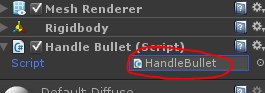 Mesh Renderer
Rigidbody
Handle Bullet (Script)
Script HandleBullet
Default-Diffuse